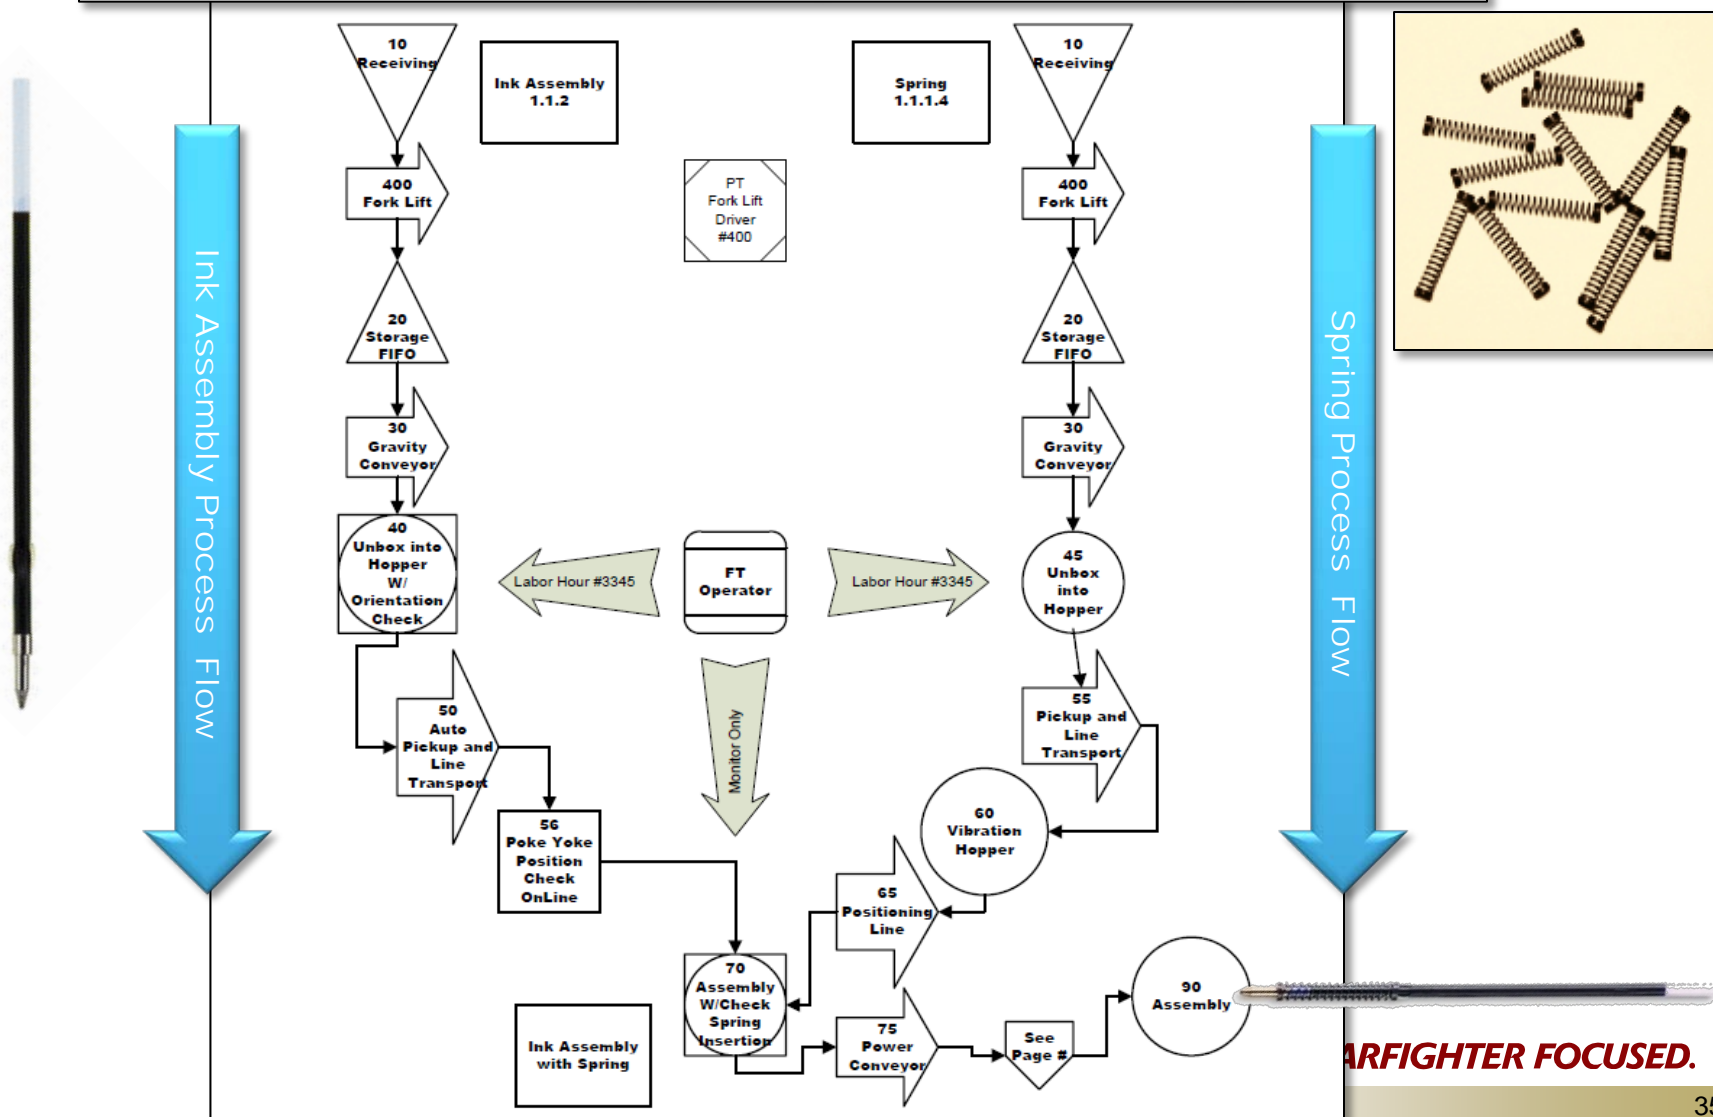 10
Receiving
Ink Assembly
1.1.2
Spring
1.1.1.4
10
Receiving
400
Fork Lift
PT
Fork Lift
Driver
#400
400
Fork Lift
20
Storage
FIFO
20
Storage
FIFO
30
Gravity
Conveyor
30
Gravity
Conveyor
Ink Assembly Process Flow
Spring Process Flow
40
Unbox into
Hopper
W/
Orientation
Check
Labor Hour #3345
FT
Operator
Labor Hour #3345
45
Unbox
into
Hopper
50
Auto
Pickup and
Line
Transport
Monitor Only
55
Pickup and
Line
Transport
56
Poke Yoke
Position
Check
OnLine
60
Vibration
Hopper
65
Positioning
Line
70
Assembly
W/Check
Spring
Insertion
90
Assembly
Ink Assembly
with Spring
75
Power
Conveyor
See
Page #
ARFIGHTER FOCUSED.
35